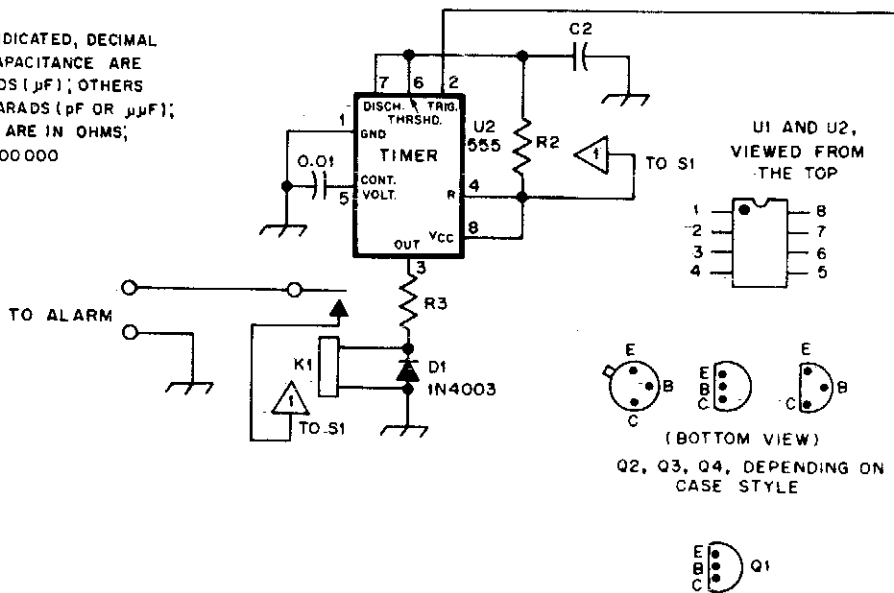 DICATED, DECIMAL
APACITANCE ARE
DS (µF); OTHERS
ARADS (pF OR µµF);
ARE IN OHMS;
00 000
C2
7
6
2
DISCH.
TRIG.
THRSHD.
1
GND
U2
555
TIMER
R2
0.01
CONT.
VOLT.
5
R
4
1
TO S1
VCC
8
OUT
3
R3
TO ALARM
K1
D1
1N4003
1
TO S1
U1 AND U2,
VIEWED FROM
THE TOP
1 8
2 7
3 6
4 5
E
B
C
E
B
C
E
B
C
(BOTTOM VIEW)
Q2, Q3, Q4, DEPENDING ON
CASE STYLE
E
B
C
Q1